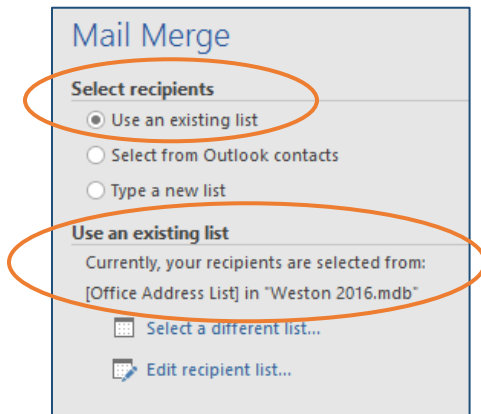 Mail Merge
Select recipients
Use an existing list
Select from Outlook contacts
Type a new list
Use an existing list
Currently, your recipients are selected from:
[Office Address List] in "Weston 2016.mdb"
Select a different list...
Edit recipient list...